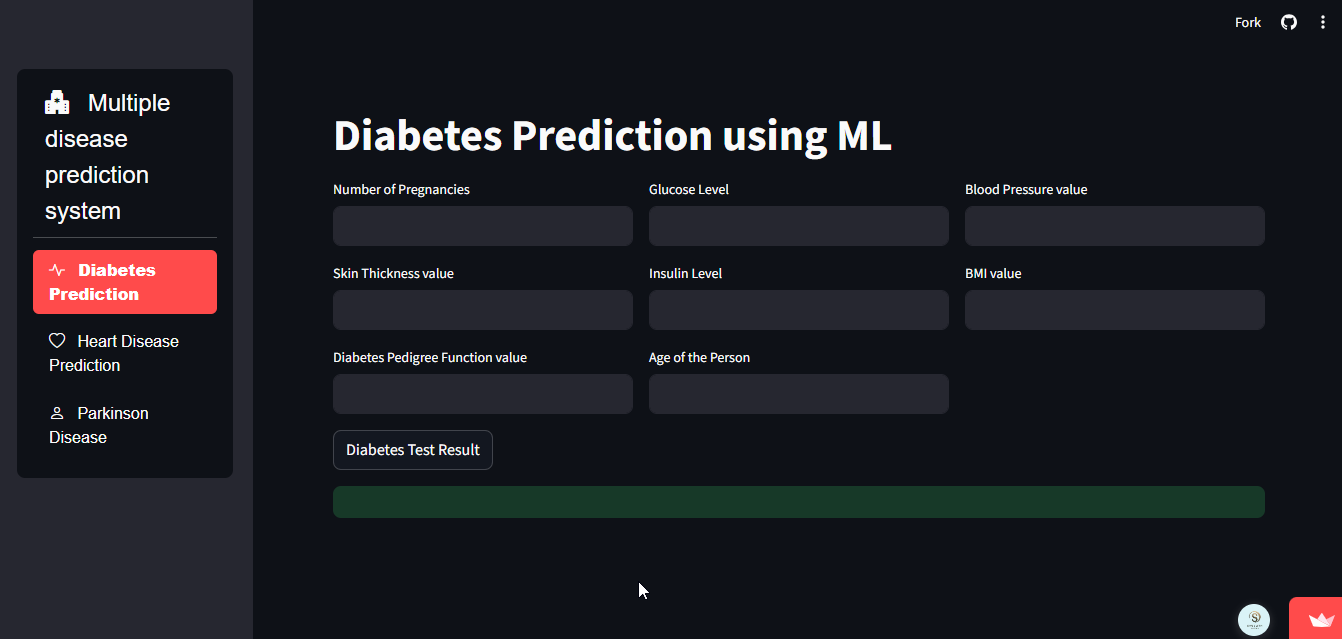 Fork
Multiple
disease
prediction
system
Diabetes
Prediction
Heart Disease
Prediction
Parkinson
Disease
Diabetes Prediction using ML
Number of Pregnancies
Glucose Level
Blood Pressure value
Skin Thickness value
Insulin Level
BMI value
Diabetes Pedigree Function value
Age of the Person
Diabetes Test Result